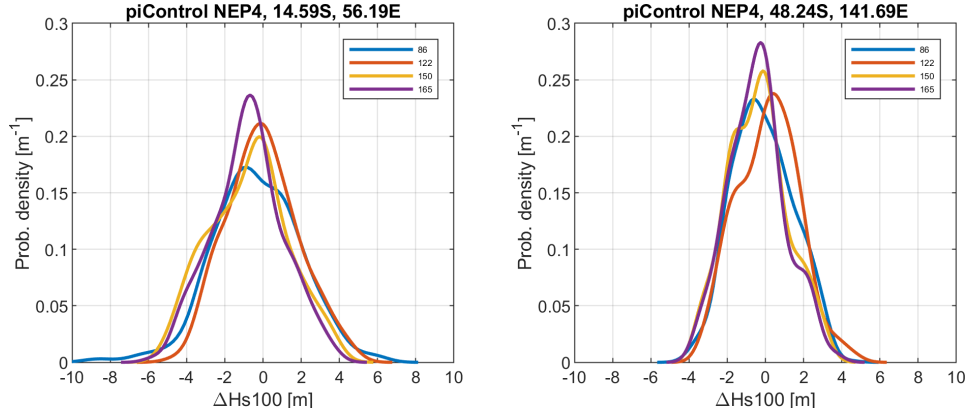 piControl NEP4, 14.59S, 56.19E
0.3
0.25
0.2
0.15
0.1
0.05
0
Prob. density [m⁻¹]
86
122
150
165
-10 -8 -6 -4 -2 0 2 4 6 8 10
ΔHs100 [m]
piControl NEP4, 48.24S, 141.69E
0.3
0.25
0.2
0.15
0.1
0.05
0
Prob. density [m⁻¹]
86
122
150
165
-10 -8 -6 -4 -2 0 2 4 6 8 10
ΔHs100 [m]